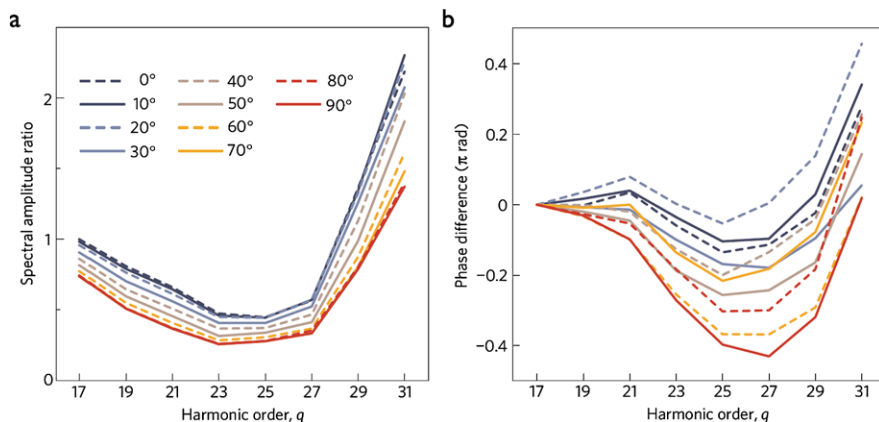 a
b
Spectral amplitude ratio
2
1
0
0°
10°
20°
30°
40°
50°
60°
70°
80°
90°
17 19 21 23 25 27 29 31
Harmonic order, q
Phase difference (π rad)
0.4
0.2
0
−0.2
−0.4
17 19 21 23 25 27 29 31
Harmonic order, q